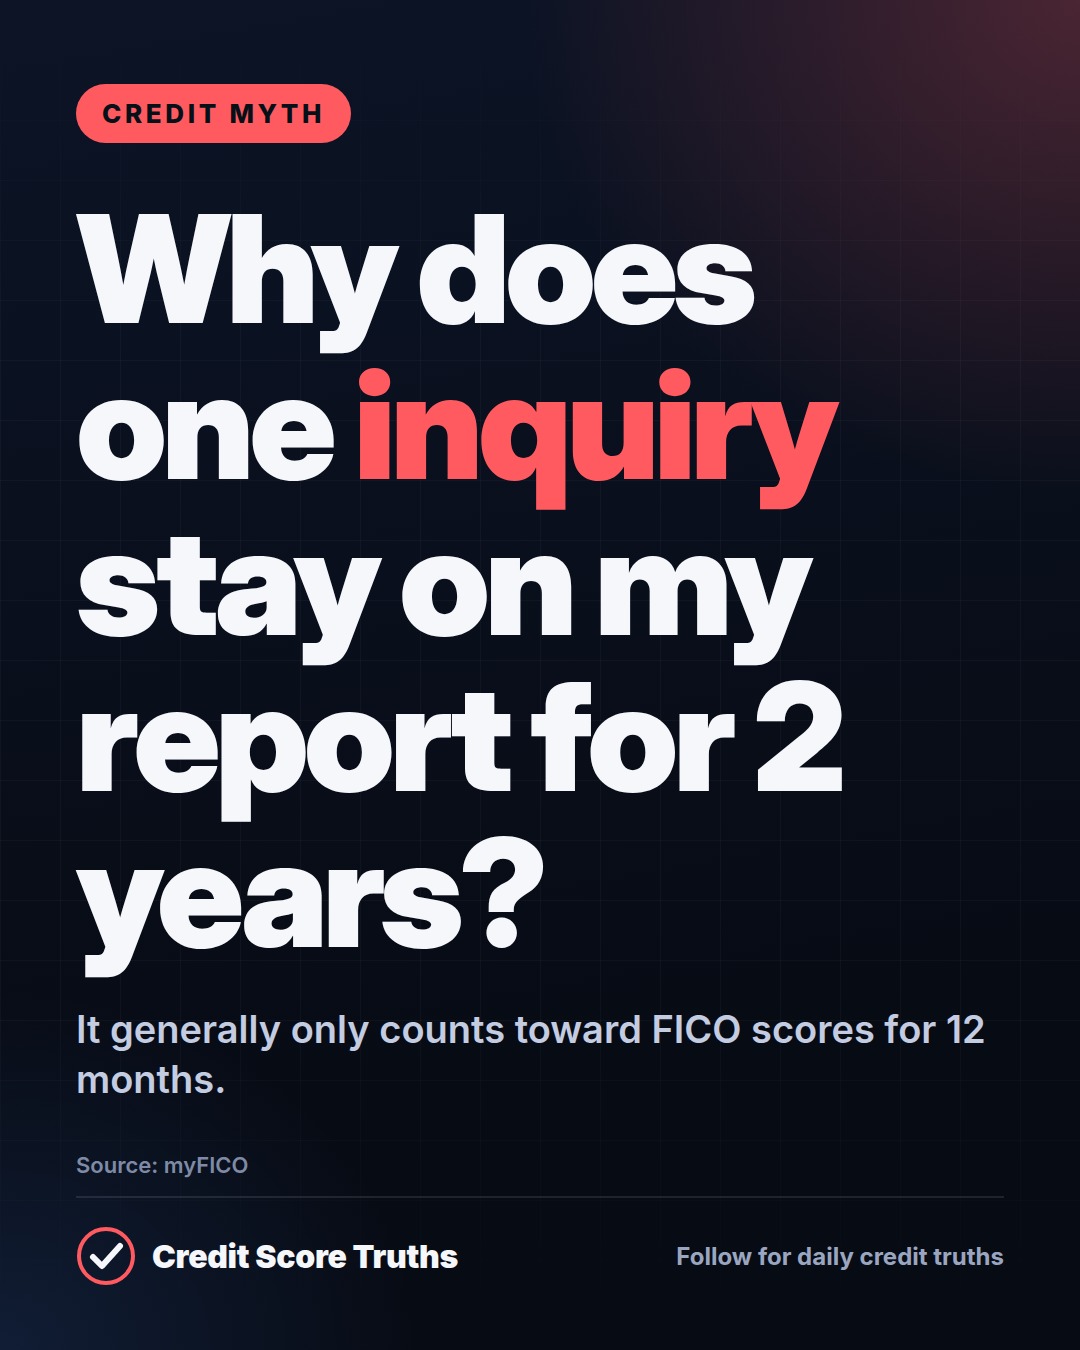 CREDIT MYTH
Why does
one inquiry
stay on my
report for 2
years?
It generally only counts toward FICO scores for 12
months.
Source: myFICO
Credit Score Truths
Follow for daily credit truths